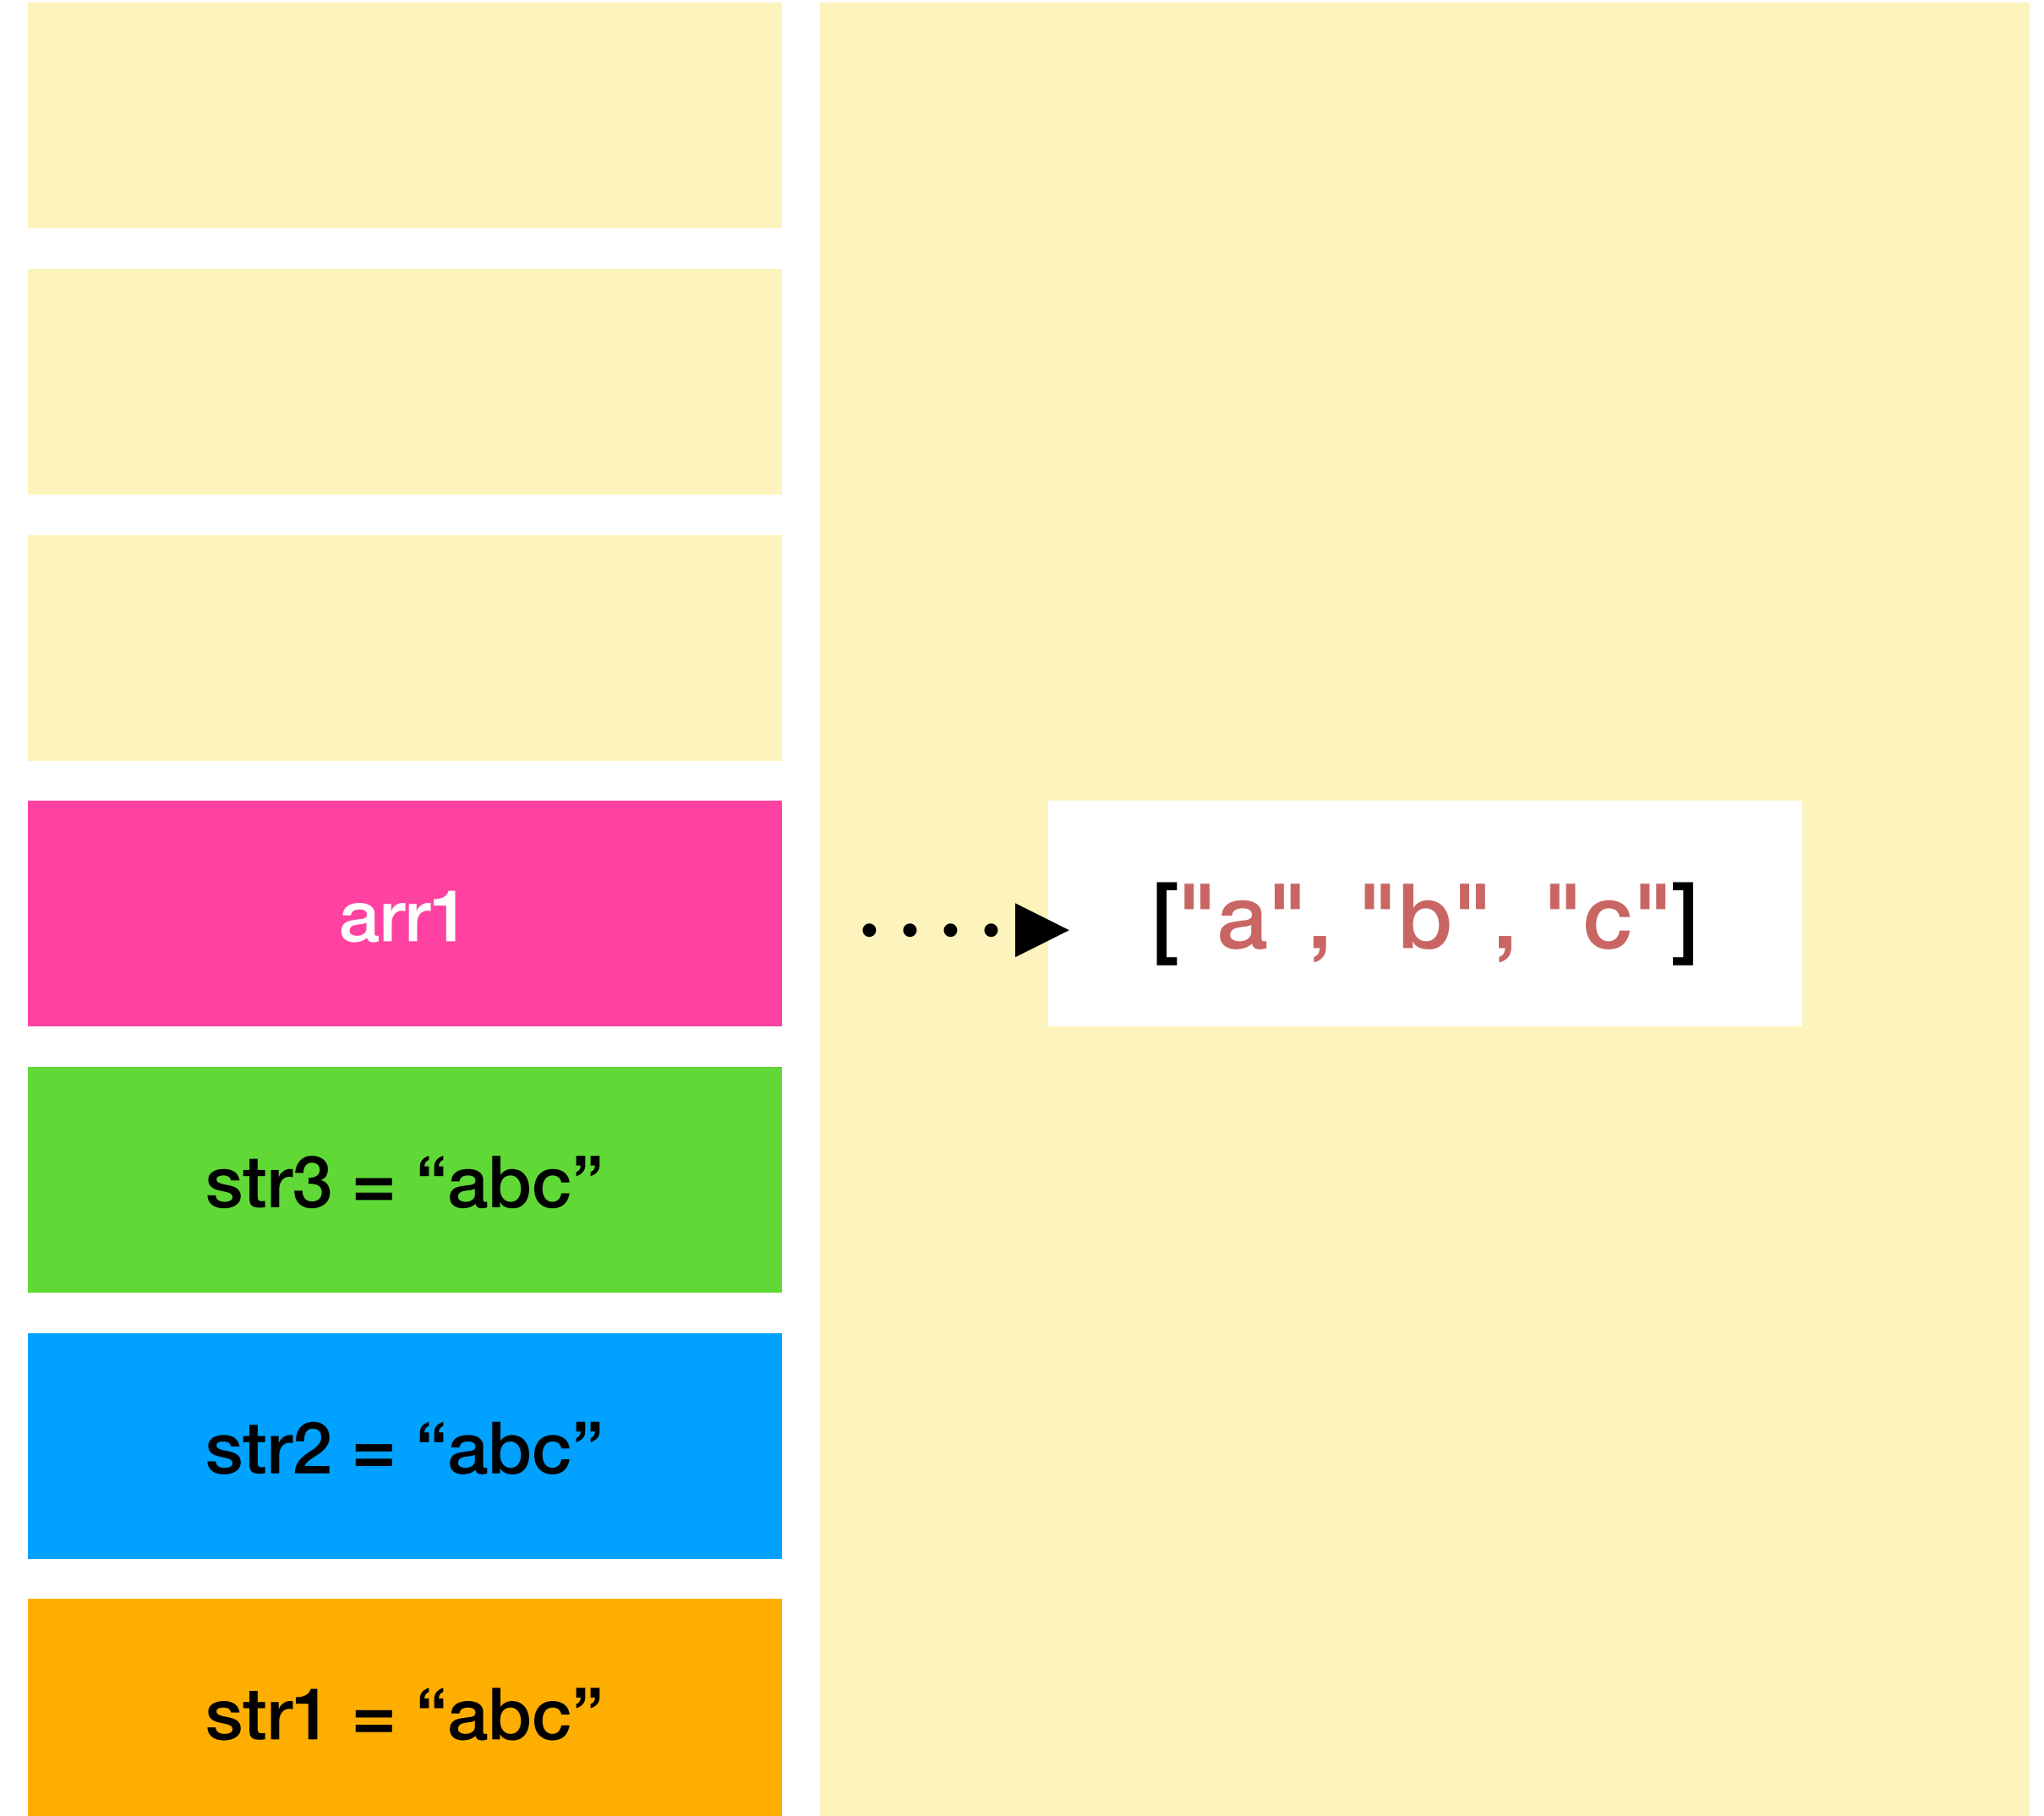 arr1
["a", "b", "c"]
str3 = “abc”
str2 = “abc”
str1 = “abc”